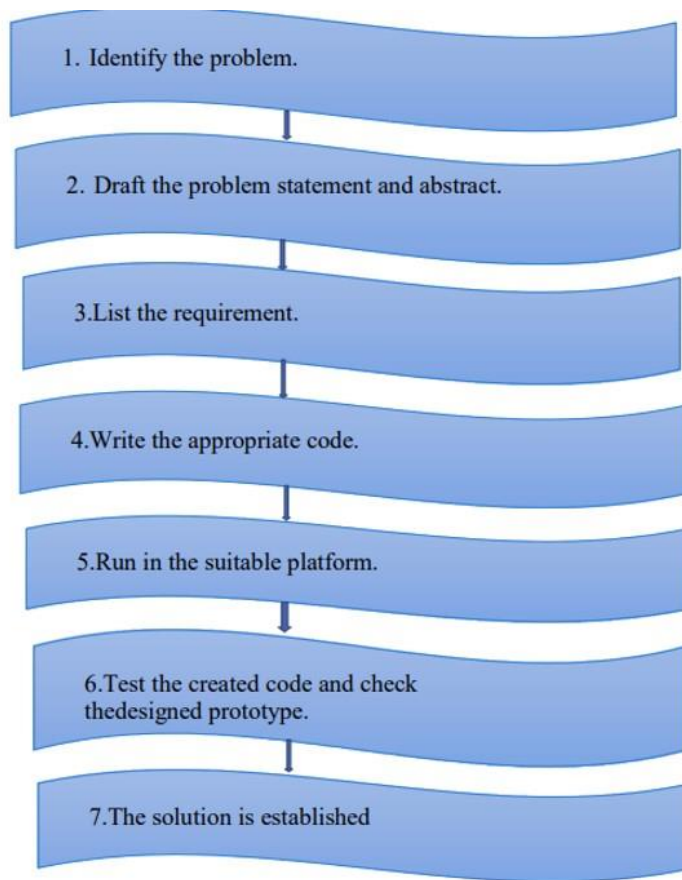 1. Identify the problem.
2. Draft the problem statement and abstract.
3.List the requirement.
4.Write the appropriate code.
5.Run in the suitable platform.
6.Test the created code and check
thedesigned prototype.
7.The solution is established